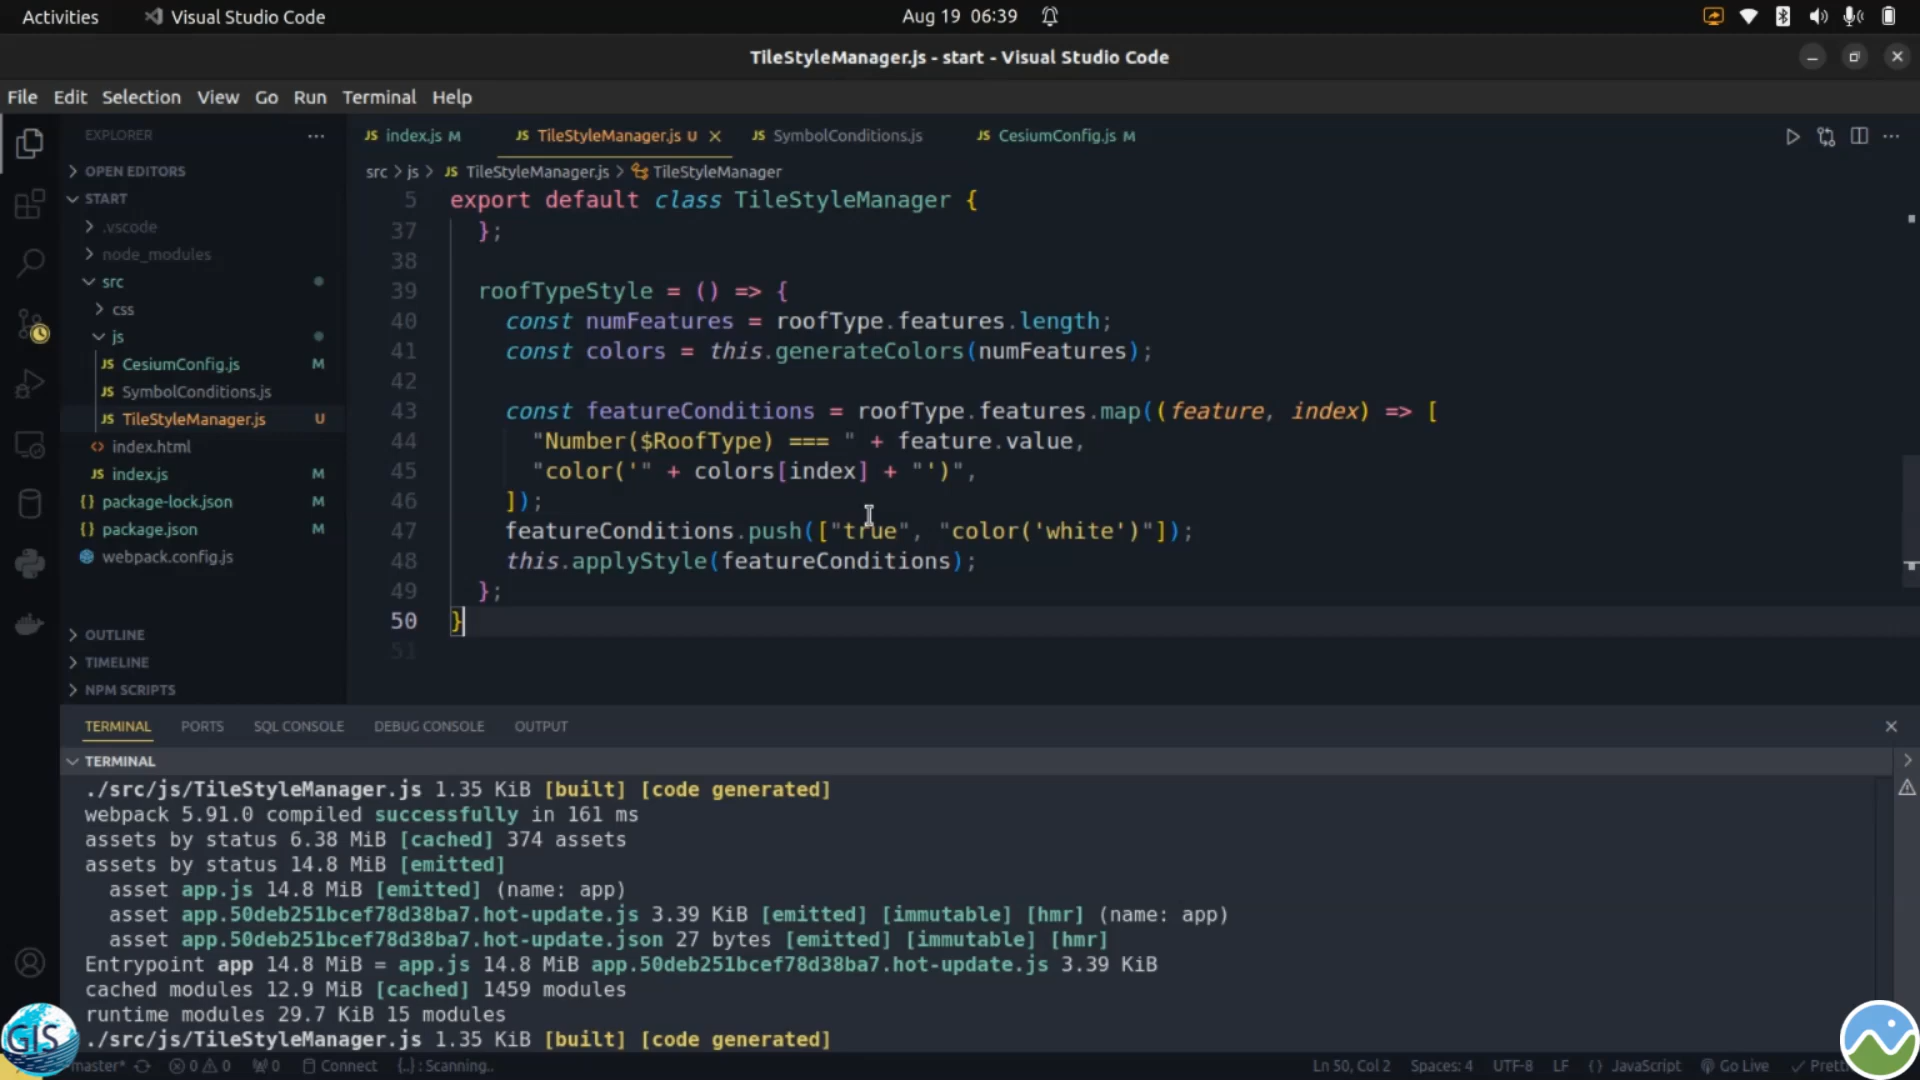 Activities
Visual Studio Code
Aug 19 06:39
TileStyleManager.js - start - Visual Studio Code
File Edit Selection View Go Run Terminal Help
EXPLORER
JS index.js M
JS TileStyleManager.js U
JS SymbolConditions.js
JS CesiumConfig.js M
src > js > JS TileStyleManager.js > TileStyleManager
OPEN EDITORS
START
.vscode
node_modules
src
css
js
JS CesiumConfig.js M
JS SymbolConditions.js
JS TileStyleManager.js U
<> index.html
JS index.js M
{} package-lock.json M
{} package.json M
webpack.config.js
OUTLINE
TIMELINE
NPM SCRIPTS
5 export default class TileStyleManager {
37 };
38
39 roofTypeStyle = () => {
40 const numFeatures = roofType.features.length;
41 const colors = this.generateColors(numFeatures);
42
43 const featureConditions = roofType.features.map((feature, index) => [
44 "Number($RoofType) === " + feature.value,
45 "color('" + colors[index] + "')",
46 ]);
47 featureConditions.push(["true", "color('white')"]);
48 this.applyStyle(featureConditions);
49 };
50 }
51
TERMINAL PORTS SQL CONSOLE DEBUG CONSOLE OUTPUT
TERMINAL
./src/js/TileStyleManager.js 1.35 KiB [built] [code generated]
webpack 5.91.0 compiled successfully in 161 ms
assets by status 6.38 MiB [cached] 374 assets
assets by status 14.8 MiB [emitted]
asset app.js 14.8 MiB [emitted] (name: app)
asset app.50deb251bcef78d38ba7.hot-update.js 3.39 KiB [emitted] [immutable] [hmr] (name: app)
asset app.50deb251bcef78d38ba7.hot-update.json 27 bytes [emitted] [immutable] [hmr]
Entrypoint app 14.8 MiB = app.js 14.8 MiB app.50deb251bcef78d38ba7.hot-update.js 3.39 KiB
cached modules 12.9 MiB [cached] 1459 modules
runtime modules 29.7 KiB 15 modules
./src/js/TileStyleManager.js 1.35 KiB [built] [code generated]
GIS
master* 0 0 0 Connect {..}: Scanning.. Ln 50, Col 2 Spaces: 4 UTF-8 LF {} JavaScript Go Live